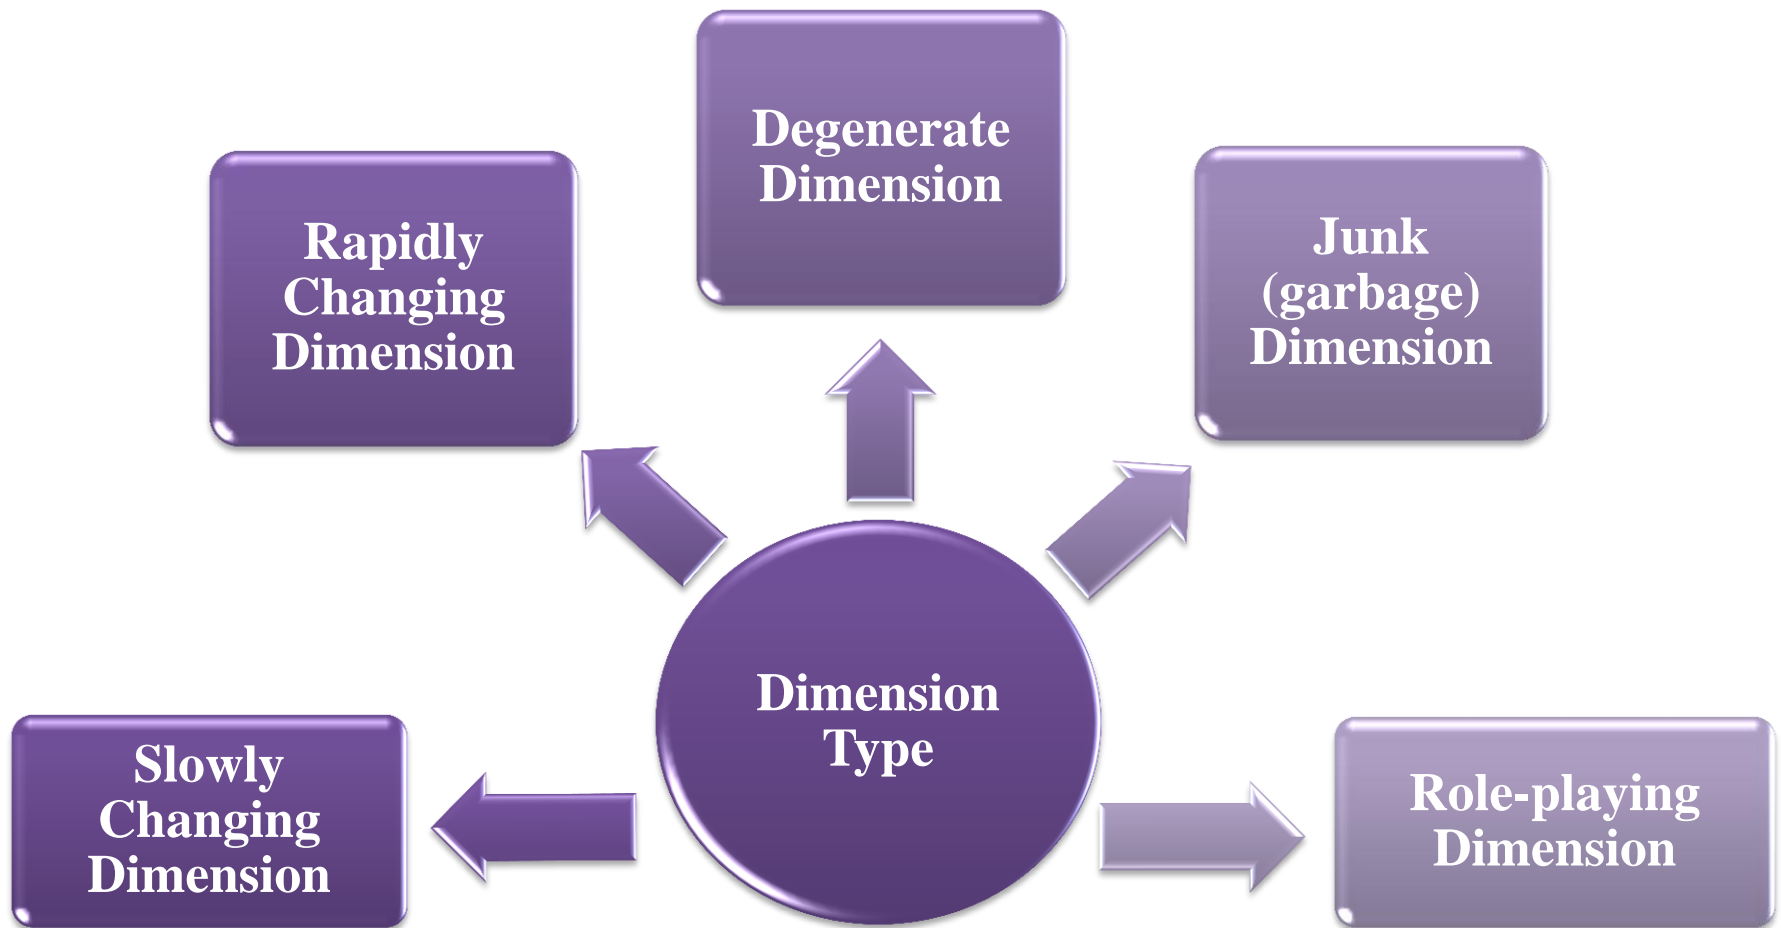 Degenerate
Dimension
Rapidly
Changing
Dimension
Junk
(garbage)
Dimension
Dimension
Type
Slowly
Changing
Dimension
Role-playing
Dimension